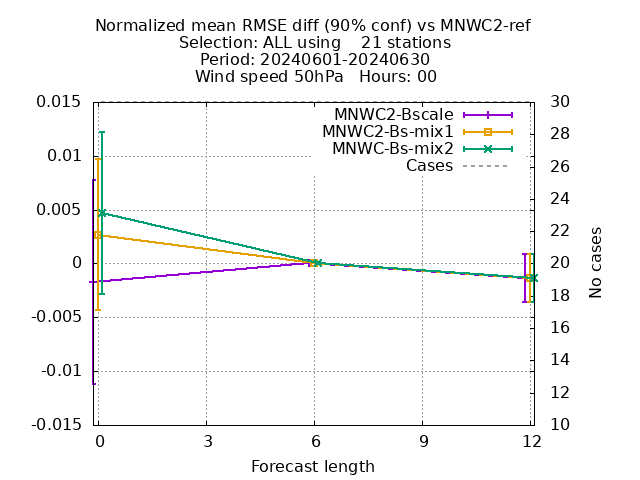 Normalized mean RMSE diff (90% conf) vs MNWC2-ref
Selection: ALL using    21 stations
Period: 20240601-20240630
Wind speed 50hPa   Hours: 00
MNWC2-Bscale
MNWC2-Bs-mix1
MNWC-Bs-mix2
Cases
0.015
0.01
0.005
0
-0.005
-0.01
-0.015
30
28
26
24
22
20
18
16
14
12
10
No cases
0
3
6
9
12
Forecast length